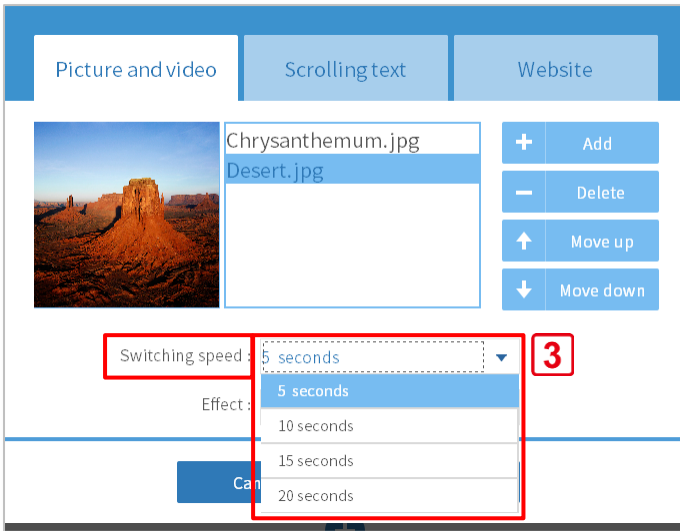 Picture and video
Scrolling text
Website
Chrysanthemum.jpg
Desert.jpg
Add
Delete
Move up
Move down
Switching speed :
5 seconds
3
5 seconds
Effect :
10 seconds
15 seconds
20 seconds